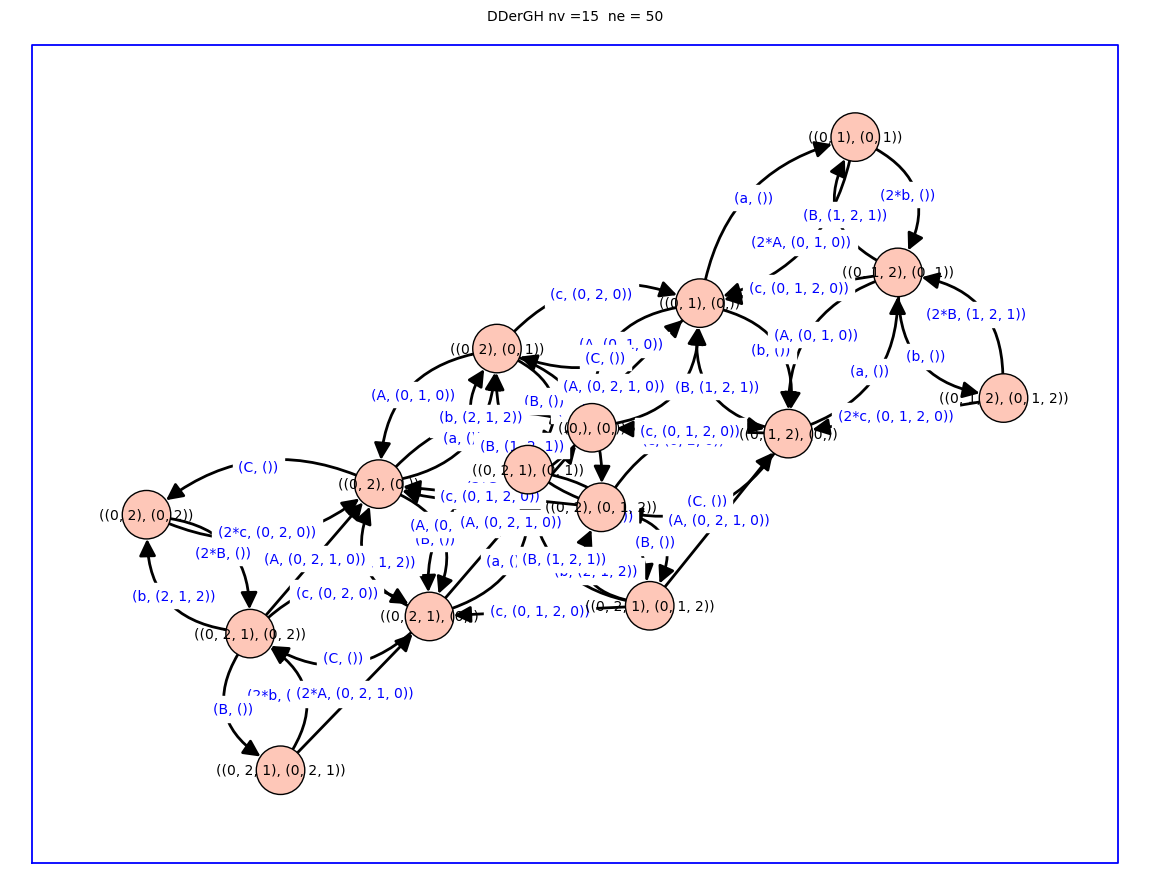 DDerGH nv =15  ne = 50
((0, 1), (0, 1))
(a, ())
(2*b, ())
(B, (1, 2, 1))
(2*A, (0, 1, 0))
((0, 1, 2), (0, 1))
(c, (0, 1, 2, 0))
(c, (0, 2, 0))
((0, 1), (0,))
(2*B, (1, 2, 1))
(A, (0, 1, 0))
(A, (0, 1, 0))
((0, 2), (0, 1))
(C, ())
(b, ())
(b, ())
(a, ())
(A, (0, 2, 1, 0))
(B, (1, 2, 1))
(A, (0, 1, 0))
((0, 1, 2), (0, 1, 2))
(B, ())
(b, (2, 1, 2))
(2*c, (0, 1, 2, 0))
((0,), (0,))
(c, (0, 1, 2, 0))
((0, 1, 2), (0,))
(a, ()
(B, (1, 2, 1))
(C, ())
((0, 2, 1), (0, 1))
((0, 2), (0,))
(c, (0, 1, 2, 0))
(C, ())
((0, 2), (0, 1, 2))
((0, 2), (0, 2))
(A, (0,
(A, (0, 2, 1, 0))
(A, (0, 2, 1, 0))
(2*c, (0, 2, 0))
(B, ())
(B, ())
(2*B, ())
(A, (0, 2, 1, 0))
1, 2))
(a, ()
(B, (1, 2, 1))
(b, (2, 1, 2))
(b, (2, 1, 2))
(c, (0, 2, 0))
((0, 2, 1), (0, 1, 2))
(c, (0, 1, 2, 0))
((0, 2, 1), (0,))
((0, 2, 1), (0, 2))
(C, ())
(2*b, (
(2*A, (0, 2, 1, 0))
(B, ())
((0, 2, 1), (0, 2, 1))